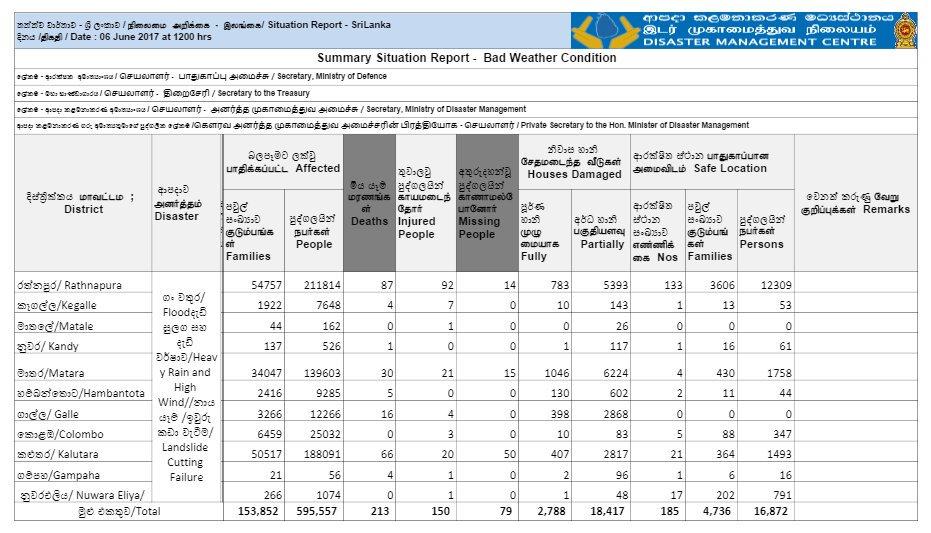 තත්ත්ව වාර්තාව - ශ්‍රී ලංකාව / நிலைமை அறிக்கை - இலங்கை/ Situation Report - SriLanka
දිනය /திகதி / Date : 06 June 2017 at 1200 hrs
ආපදා කළමනාකරණ මධ්‍යස්ථානය
இடர் முகாமைத்துவ நிலையம்
DISASTER MANAGEMENT CENTRE
Summary Situation Report - Bad Weather Condition
ලේකම් - ආරක්ෂක අමාත්‍යාංශය / செயலாளர் - பாதுகாப்பு அமைச்சு / Secretary, Ministry of Defence
ලේකම් - මහා භාණ්ඩාගාරය / செயலாளர் - திறைசேரி / Secretary to the Treasury
ලේකම් - ආපදා කළමනාකරණ අමාත්‍යාංශය / செயலாளர் - அனர்த்த முகாமைத்துவ அமைச்சு / Secretary, Ministry of Disaster Management
ආපදා කළමනාකරණ ගරු අමාත්‍යතුමාගේ පුද්ගලික ලේකම් /கௌரவ அனர்த்த முகாமைத்துவ அமைச்சரின் பிரத்தியோக - செயலாளர் / Private Secretary to the Hon. Minister of Disaster Management
දිස්ත්‍රික්කය மாவட்டம் ; District
ආපදාව அனர்த்தம் Disaster
බලපෑමට ලක්වු பாதிக்கப்பட்ட Affected
පවුල් සංඛ්‍යාව குடும்பங்கள் Families
පුද්ගලයින් நபர்கள் People
මිය යෑම් மரணங்கள் Deaths
තුවාලවු පුද්ගලයින් காயமடைந்தோர் Injured People
අතුරුදහන්වූ පුද්ගලයින් காணாமல்போனோர் Missing People
නිවාස හානි சேதமடைந்த வீடுகள் Houses Damaged
පූර්ණ හානි முழுமையாக Fully
අර්ධ හානි பகுதியளவு Partially
ආරක්ෂිත ස්ථාන பாதுகாப்பான அமைவிடம் Safe Location
ආරක්ෂිත ස්ථාන සංඛ්‍යාව எண்ணிக்கை Nos
පවුල් සංඛ්‍යාව குடும்பங்கள் Families
පුද්ගලයින් நபர்கள் Persons
වෙනත් කරුණු வேறு குறிப்புக்கள் Remarks
ගං වතුර/ Floodදැඩි සුලග සහ දැඩි වර්ෂාව/Heavy Rain and High Wind//නාය යෑම් /ඉවුරු කඩා වැටීම්/ Landslide Cutting Failure
රත්නපුර/ Rathnapura 54757 211814 87 92 14 783 5393 133 3606 12309
කෑගල්ල/Kegalle 1922 7648 4 7 0 10 143 1 13 53
මාතලේ/Matale 44 162 0 1 0 0 26 0 0 0
නුවර/ Kandy 137 526 1 0 0 1 117 1 16 61
මාතර/Matara 34047 139603 30 21 15 1046 6224 4 430 1758
හම්බන්තොට/Hambantota 2416 9285 5 0 0 130 602 2 11 44
ගාල්ල/ Galle 3266 12266 16 4 0 398 2868 0 0 0
කොළඹ/Colombo 6459 25032 0 3 0 10 83 5 88 347
කළුතර/ Kalutara 50517 188091 66 20 50 407 2817 21 364 1493
ගම්පහ/Gampaha 21 56 4 1 0 2 96 1 6 16
නුවරඑලිය/ Nuwara Eliya/ 266 1074 0 1 0 1 48 17 202 791
මුළු එකතුව/Total 153,852 595,557 213 150 79 2,788 18,417 185 4,736 16,872